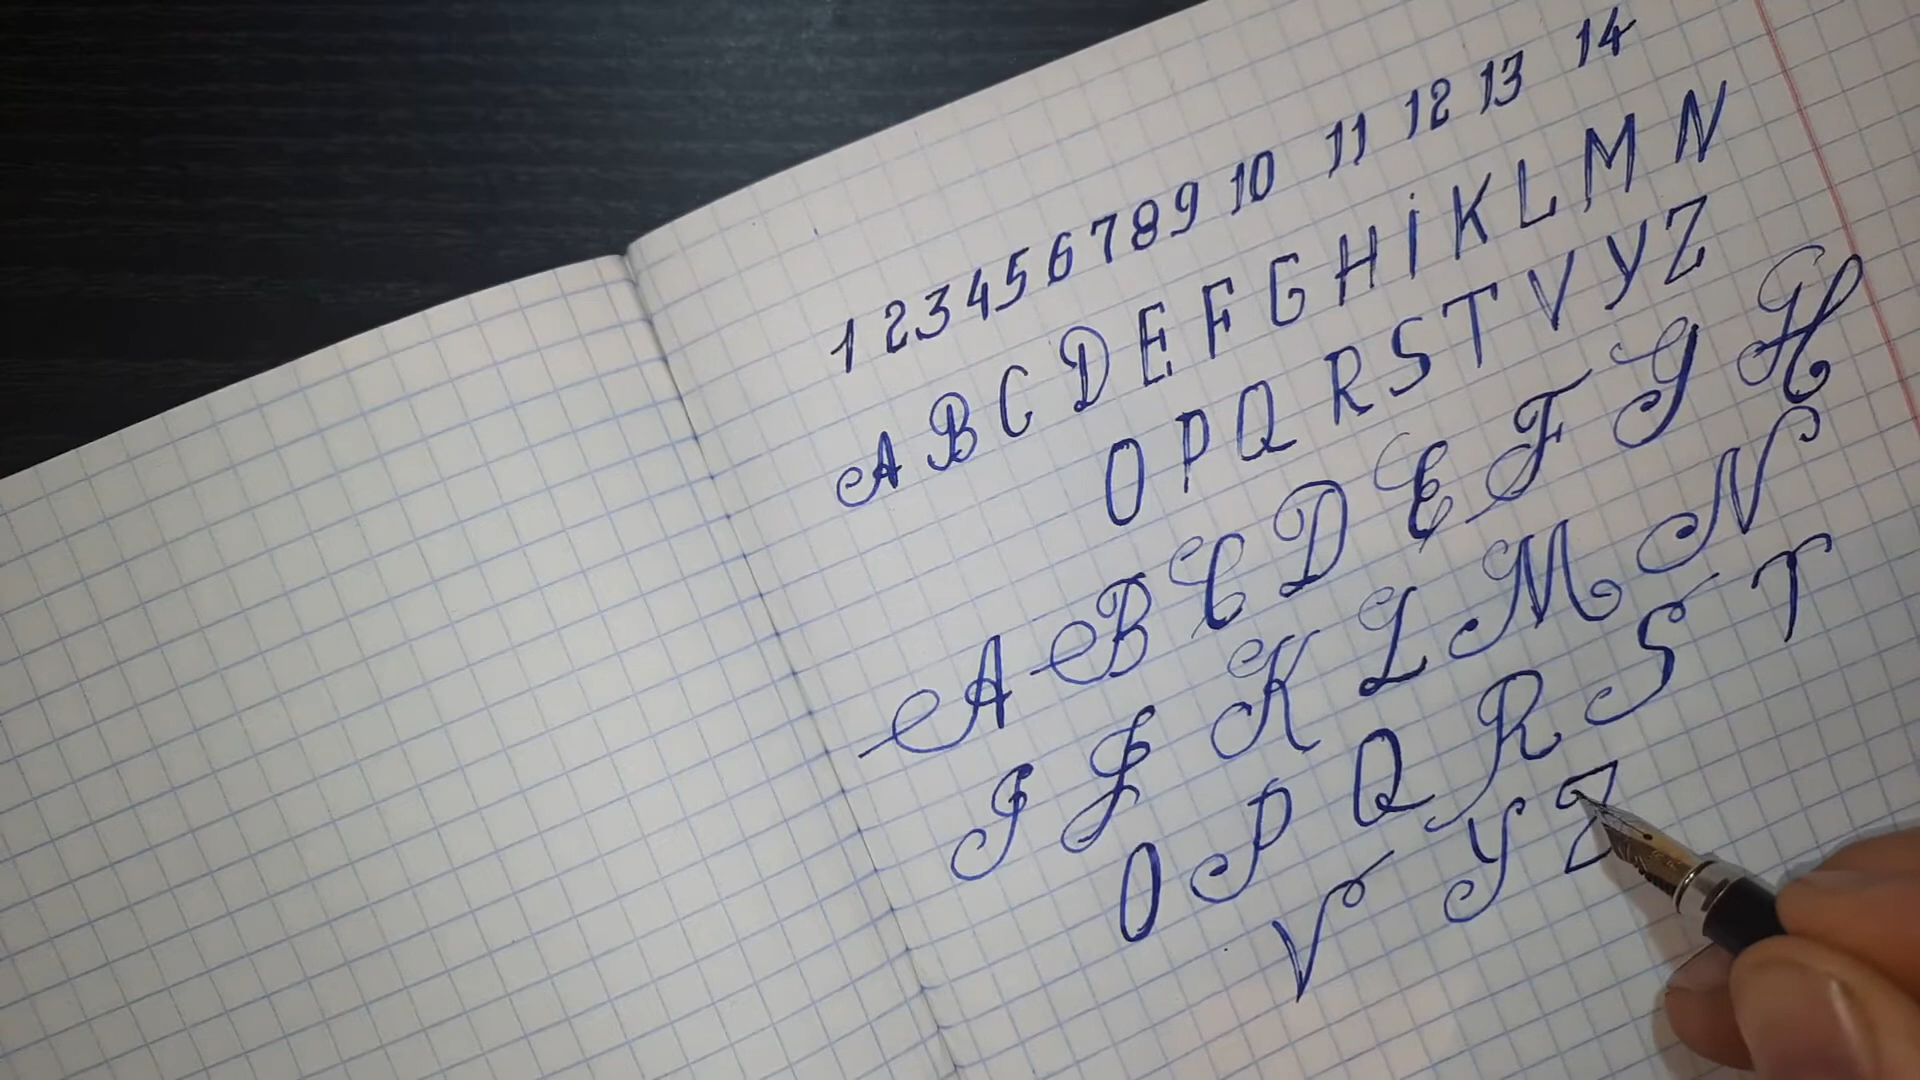 1 2 3 4 5 6 7 8 9 10 11 12 13 14
A B C D E F G H i K L M N
O P Q R S T V Y Z
A B C D E F G H
I J K L M N
O P Q R S T
V Y Z